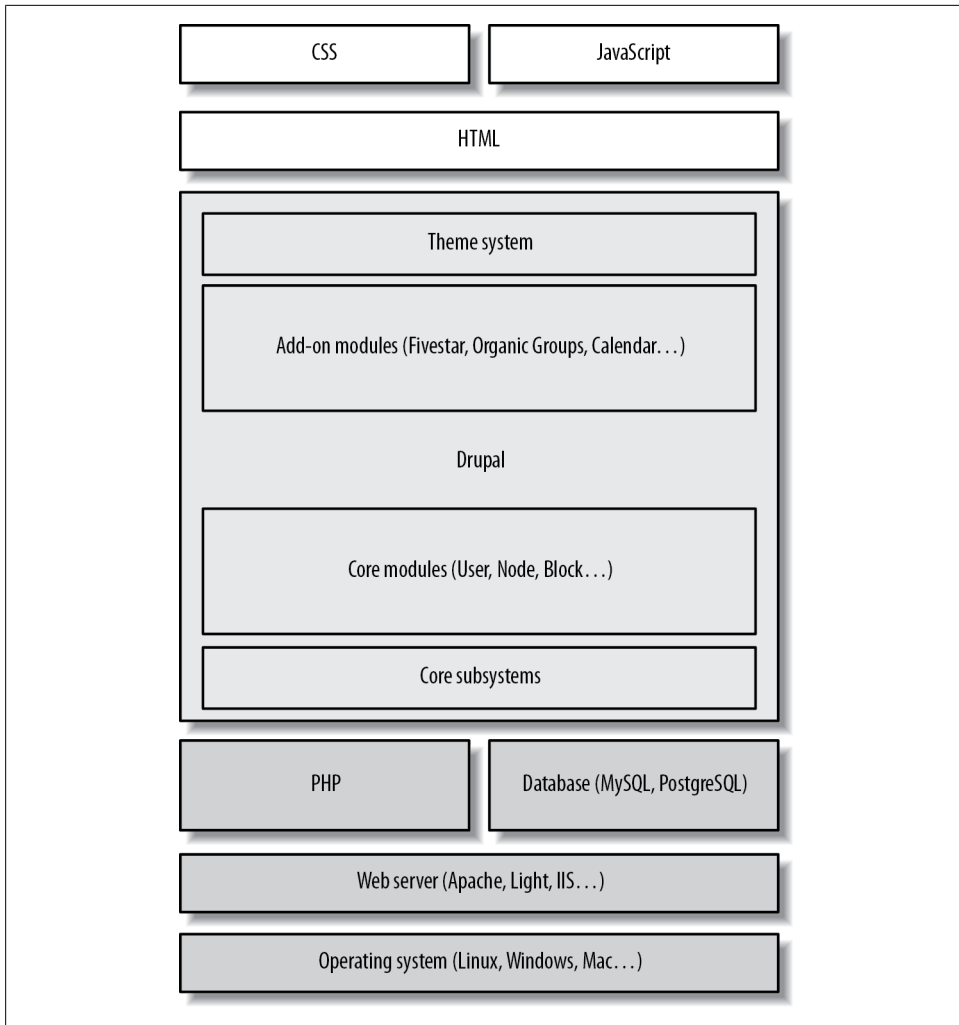 CSS
JavaScript
HTML
Theme system
Add-on modules (Fivestar, Organic Groups, Calendar...)
Drupal
Core modules (User, Node, Block...)
Core subsystems
PHP
Database (MySQL, PostgreSQL)
Web server (Apache, Light, IIS...)
Operating system (Linux, Windows, Mac...)